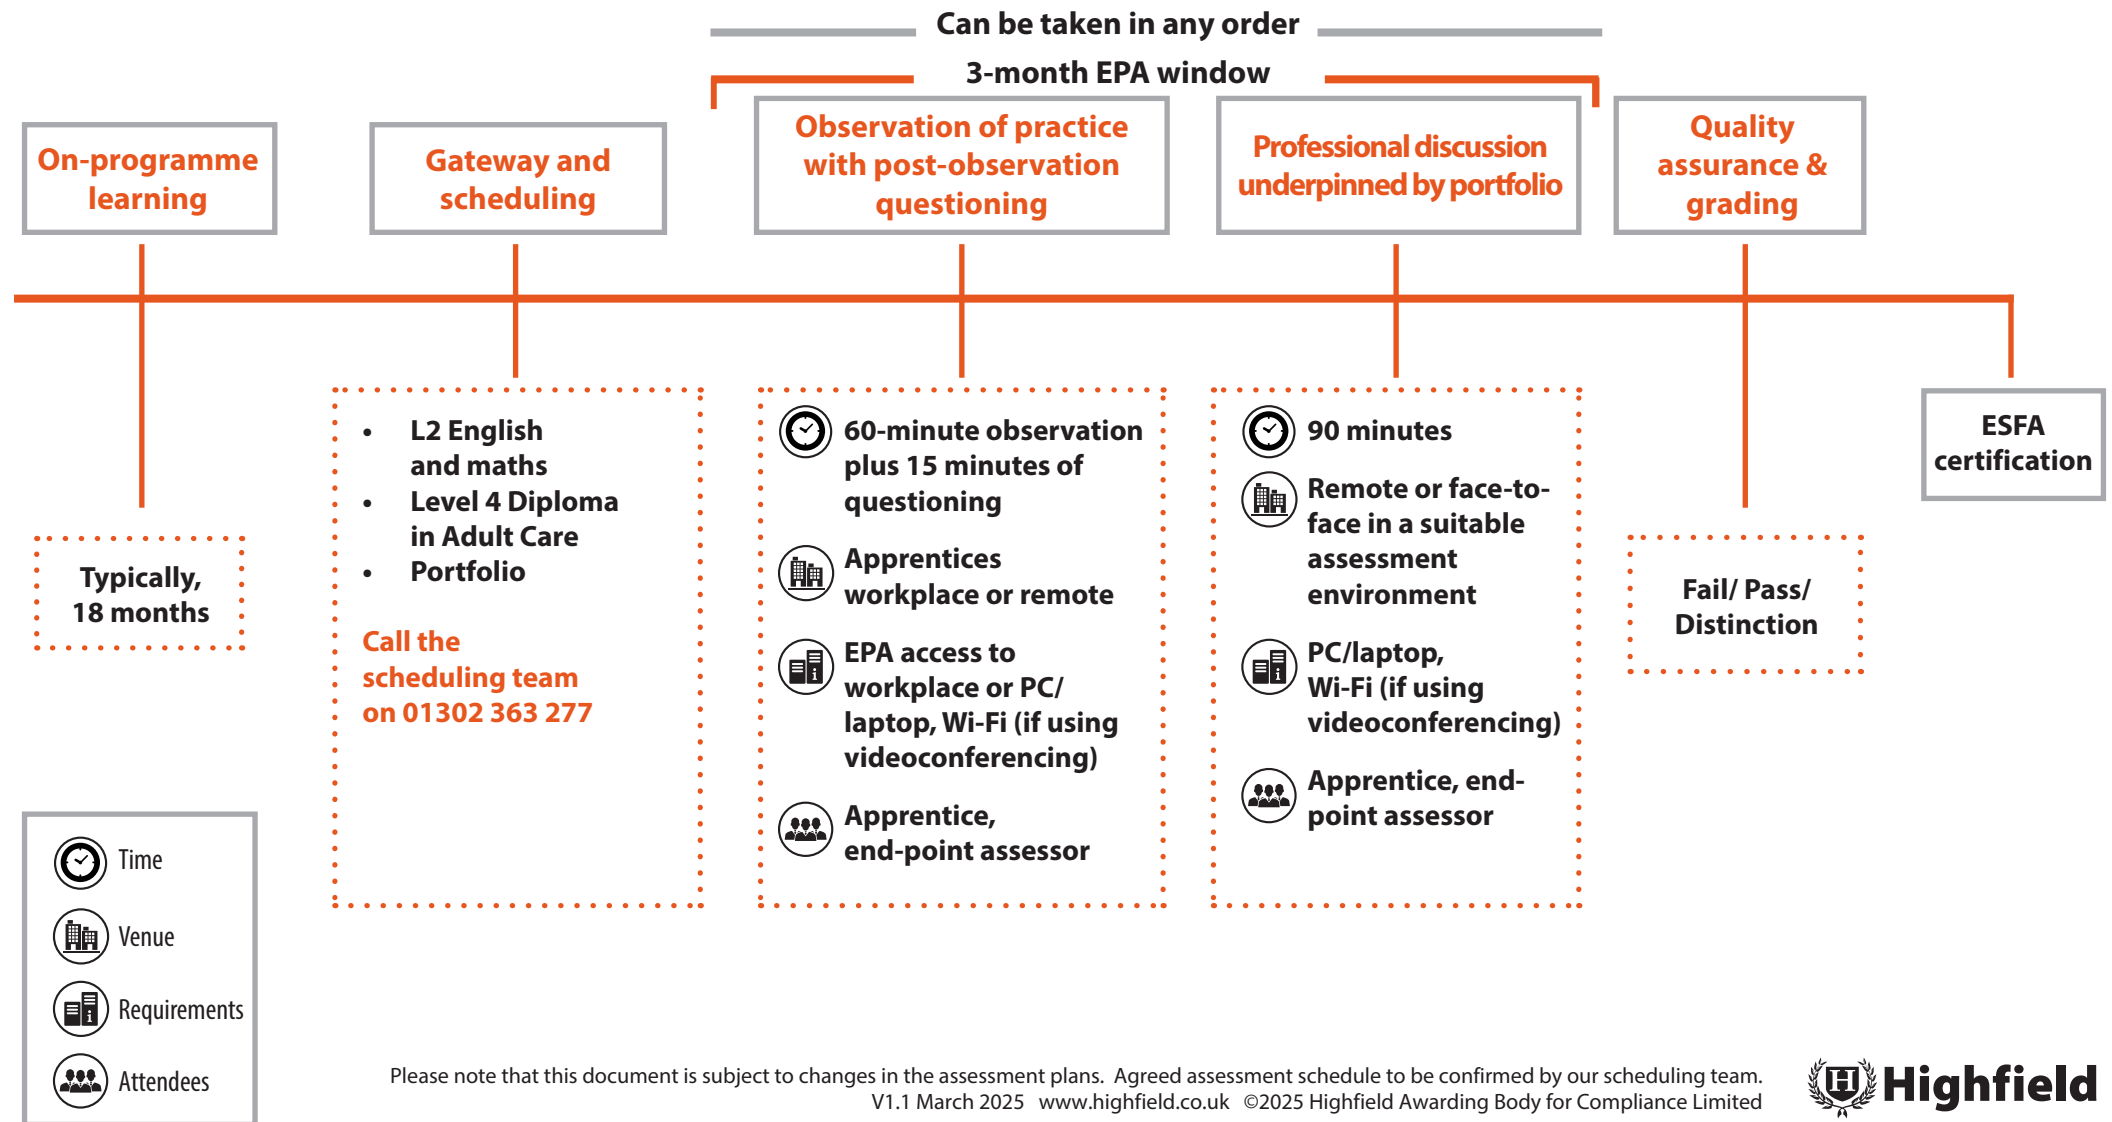 Can be taken in any order
3-month EPA window
On-programme
learning
Gateway and
scheduling
Observation of practice
with post-observation
questioning
Professional discussion
underpinned by portfolio
Quality
assurance &
grading
Typically,
18 months
• L2 English
and maths
• Level 4 Diploma
in Adult Care
• Portfolio
Call the
scheduling team
on 01302 363 277
60-minute observation
plus 15 minutes of
questioning
Apprentices
workplace or remote
EPA access to
workplace or PC/
laptop, Wi-Fi (if using
videoconferencing)
Apprentice,
end-point assessor
90 minutes
Remote or face-to-
face in a suitable
assessment
environment
PC/laptop,
Wi-Fi (if using
videoconferencing)
Apprentice, end-
point assessor
Fail/ Pass/
Distinction
ESFA
certification
Time
Venue
Requirements
Attendees
Please note that this document is subject to changes in the assessment plans. Agreed assessment schedule to be confirmed by our scheduling team.
V1.1 March 2025 www.highfield.co.uk ©2025 Highfield Awarding Body for Compliance Limited
H Highfield